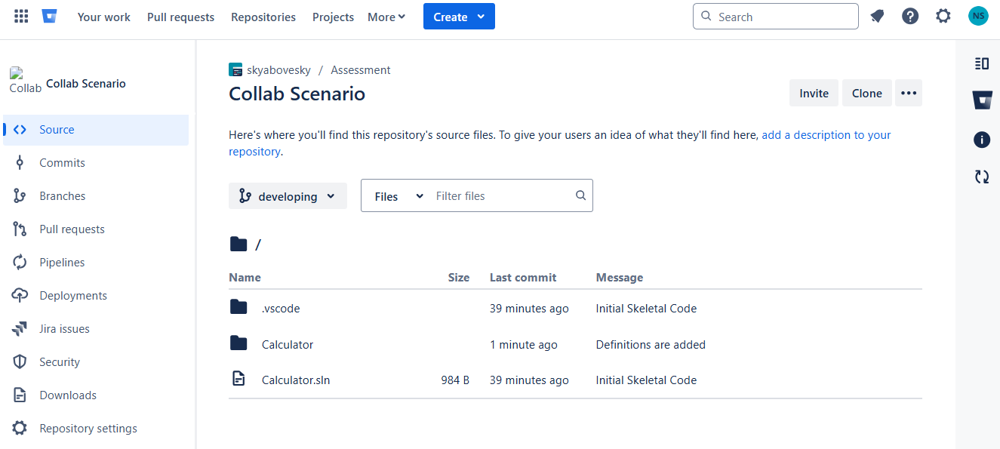 Your work Pull requests Repositories Projects More Create Search NS
Collab
Collab Scenario
Source
Commits
Branches
Pull requests
Pipelines
Deployments
Jira issues
Security
Downloads
Repository settings
skyabovesky / Assessment
Collab Scenario
Invite Clone
Here's where you'll find this repository's source files. To give your users an idea of what they'll find here, add a description to your
repository.
developing Files Filter files
/
Name Size Last commit Message
.vscode 39 minutes ago Initial Skeletal Code
Calculator 1 minute ago Definitions are added
Calculator.sln 984 B 39 minutes ago Initial Skeletal Code